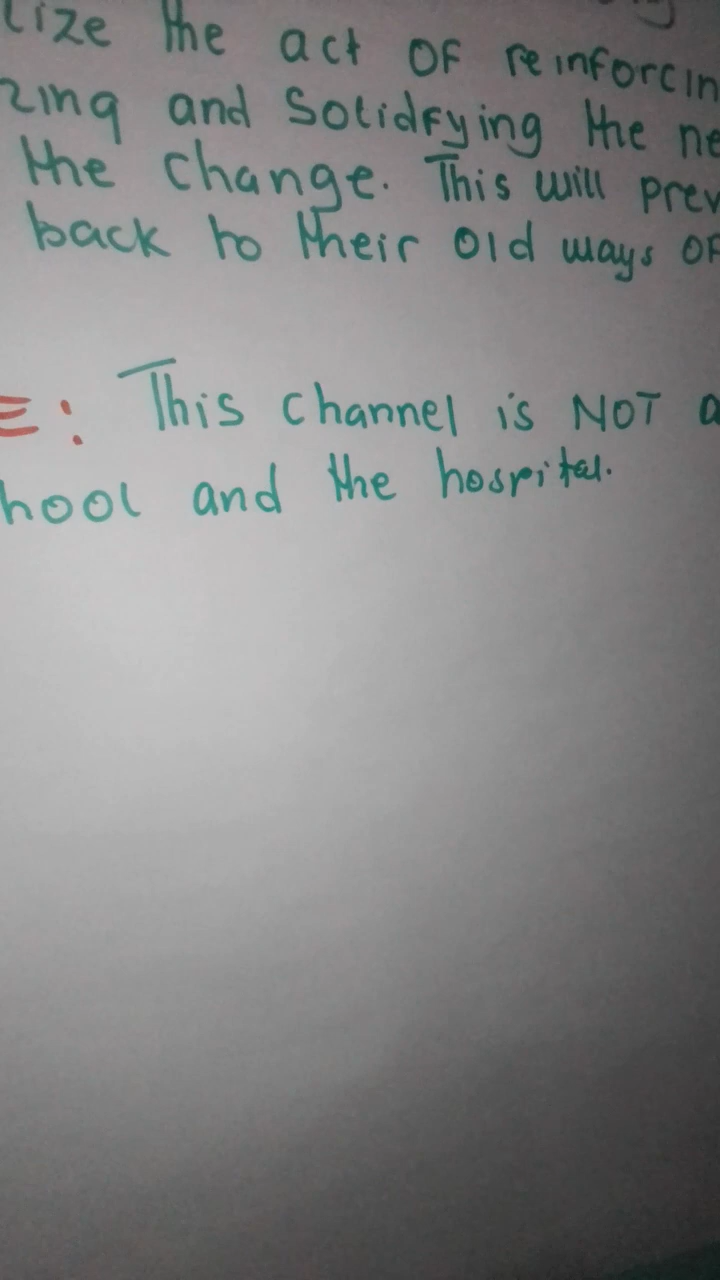 lize the act OF reinforcin
zing and Solidfying the ne
the change. This will prev
back to their old ways OF
E: This channel is NOT a
hool and the hospital.